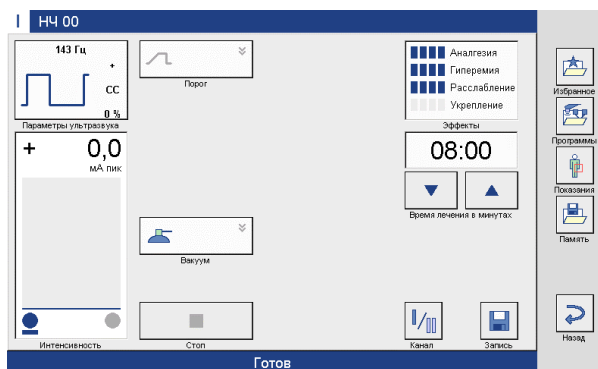 I НЧ 00
143 Гц
+
CC
0 %
Параметры ультразвука
Порог
Аналгезия
Гиперемия
Расслабление
Укрепление
Эффекты
+ 0,0
мА пик
08:00
Время лечения в минутах
Вакуум
Интенсивность
Стоп
Канал
Запись
Готов
Избранное
Программы
Показания
Память
Назад